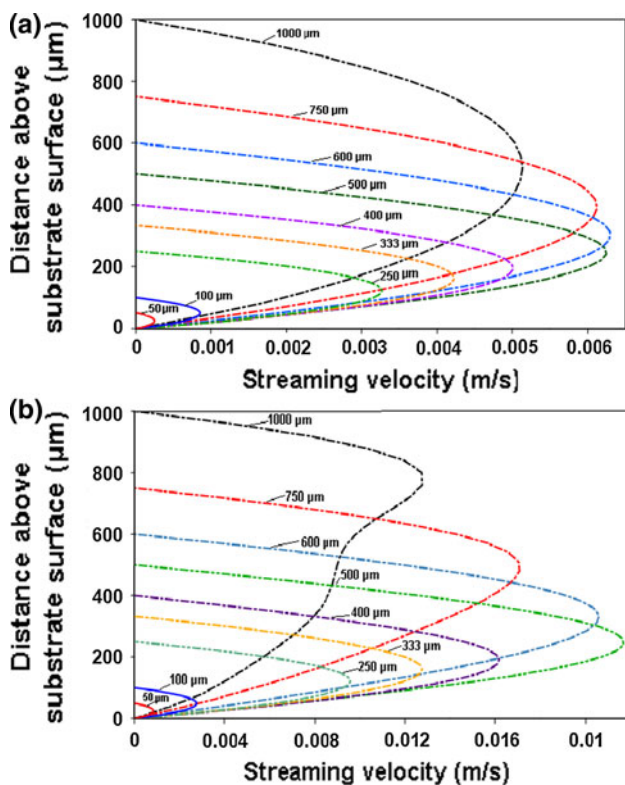 (a)
Distance above
substrate surface (µm)
1000
800
600
400
200
0
1000 µm
750 µm
600 µm
500 µm
400 µm
333 µm
250 µm
100 µm
50 µm
0
0.001
0.002
0.003
0.004
0.005
0.006
Streaming velocity (m/s)
(b)
Distance above
substrate surface (µm)
1000
800
600
400
200
0
1000 µm
750 µm
600 µm
500 µm
400 µm
333 µm
250 µm
100 µm
50 µm
0
0.004
0.008
0.012
0.016
0.01
Streaming velocity (m/s)